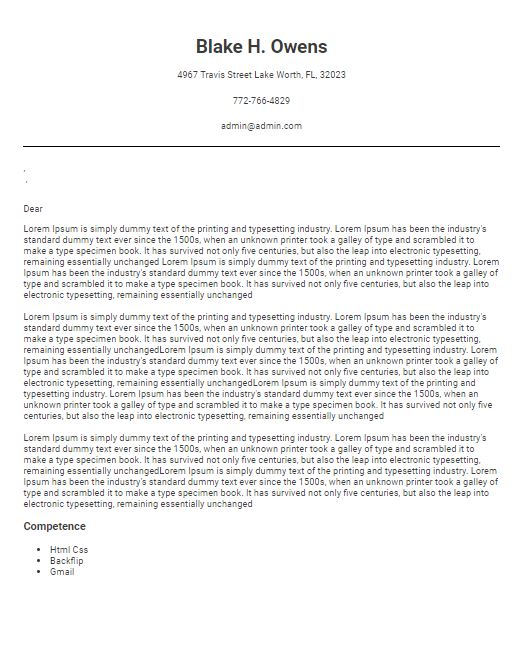 Blake H. Owens
4967 Travis Street Lake Worth, FL, 32023
772-766-4829
admin@admin.com
,
,
Dear
Lorem Ipsum is simply dummy text of the printing and typesetting industry. Lorem Ipsum has been the industry's
standard dummy text ever since the 1500s, when an unknown printer took a galley of type and scrambled it to
make a type specimen book. It has survived not only five centuries, but also the leap into electronic typesetting,
remaining essentially unchanged Lorem Ipsum is simply dummy text of the printing and typesetting industry. Lorem
Ipsum has been the industry's standard dummy text ever since the 1500s, when an unknown printer took a galley of
type and scrambled it to make a type specimen book. It has survived not only five centuries, but also the leap into
electronic typesetting, remaining essentially unchanged
Lorem Ipsum is simply dummy text of the printing and typesetting industry. Lorem Ipsum has been the industry's
standard dummy text ever since the 1500s, when an unknown printer took a galley of type and scrambled it to
make a type specimen book. It has survived not only five centuries, but also the leap into electronic typesetting,
remaining essentially unchangedLorem Ipsum is simply dummy text of the printing and typesetting industry. Lorem
Ipsum has been the industry's standard dummy text ever since the 1500s, when an unknown printer took a galley of
type and scrambled it to make a type specimen book. It has survived not only five centuries, but also the leap into
electronic typesetting, remaining essentially unchangedLorem Ipsum is simply dummy text of the printing and
typesetting industry. Lorem Ipsum has been the industry's standard dummy text ever since the 1500s, when an
unknown printer took a galley of type and scrambled it to make a type specimen book. It has survived not only five
centuries, but also the leap into electronic typesetting, remaining essentially unchanged
Lorem Ipsum is simply dummy text of the printing and typesetting industry. Lorem Ipsum has been the industry's
standard dummy text ever since the 1500s, when an unknown printer took a galley of type and scrambled it to
make a type specimen book. It has survived not only five centuries, but also the leap into electronic typesetting,
remaining essentially unchangedLorem Ipsum is simply dummy text of the printing and typesetting industry. Lorem
Ipsum has been the industry's standard dummy text ever since the 1500s, when an unknown printer took a galley of
type and scrambled it to make a type specimen book. It has survived not only five centuries, but also the leap into
electronic typesetting, remaining essentially unchanged
Competence
• Html Css
• Backflip
• Gmail